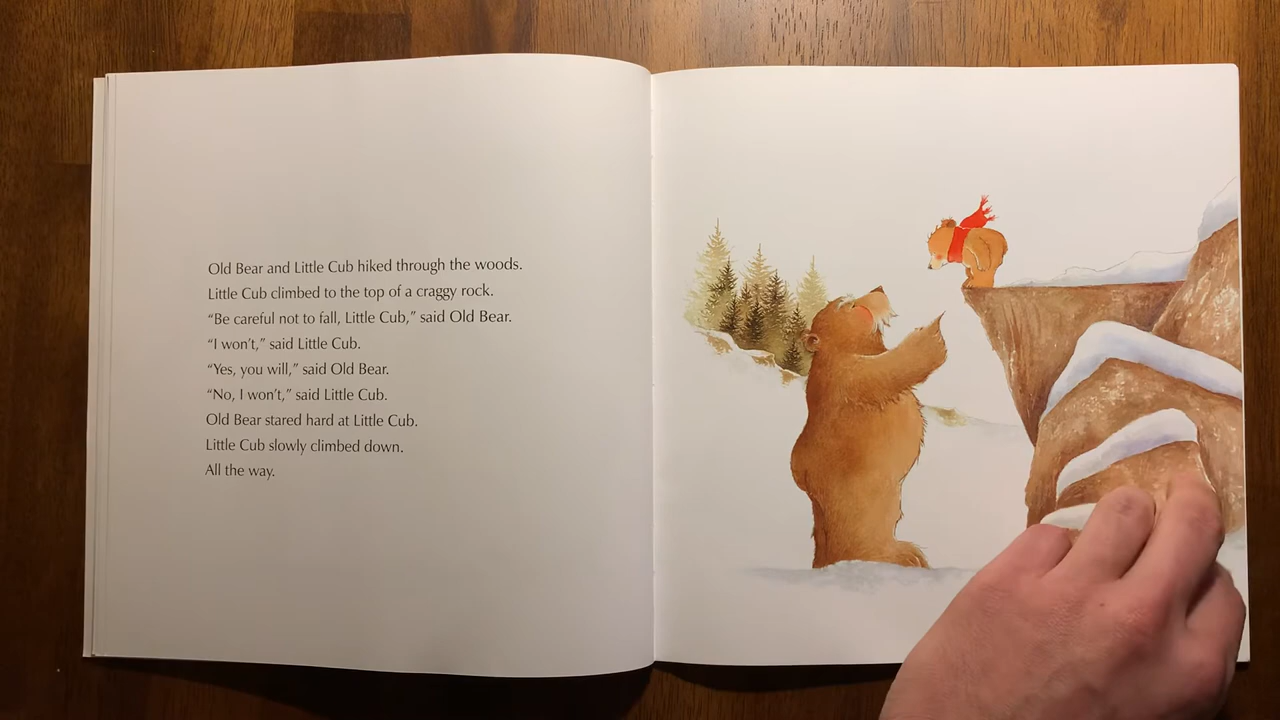 Old Bear and Little Cub hiked through the woods.
Little Cub climbed to the top of a craggy rock.
“Be careful not to fall, Little Cub,” said Old Bear.
“I won’t,” said Little Cub.
“Yes, you will,” said Old Bear.
“No, I won’t,” said Little Cub.
Old Bear stared hard at Little Cub.
Little Cub slowly climbed down.
All the way.